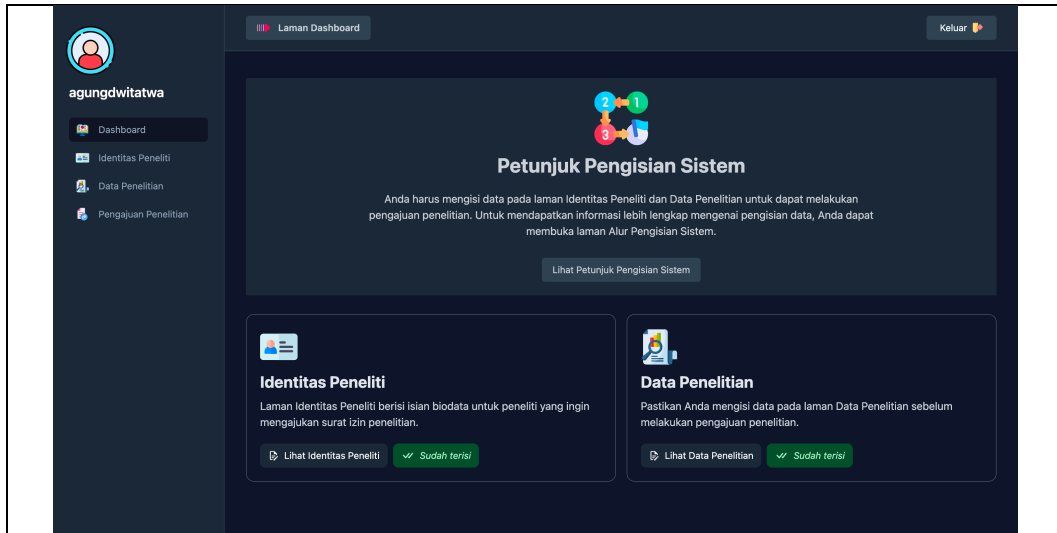 Laman Dashboard
Keluar
agungdwitatwa
Dashboard
Identitas Peneliti
Data Penelitian
Pengajuan Penelitian
2 1
3
Petunjuk Pengisian Sistem
Anda harus mengisi data pada laman Identitas Peneliti dan Data Penelitian untuk dapat melakukan
pengajuan penelitian. Untuk mendapatkan informasi lebih lengkap mengenai pengisian data, Anda dapat
membuka laman Alur Pengisian Sistem.
Lihat Petunjuk Pengisian Sistem
Identitas Peneliti
Laman Identitas Peneliti berisi isian biodata untuk peneliti yang ingin
mengajukan surat izin penelitian.
Lihat Identitas Peneliti
Sudah terisi
Data Penelitian
Pastikan Anda mengisi data pada laman Data Penelitian sebelum
melakukan pengajuan penelitian.
Lihat Data Penelitian
Sudah terisi